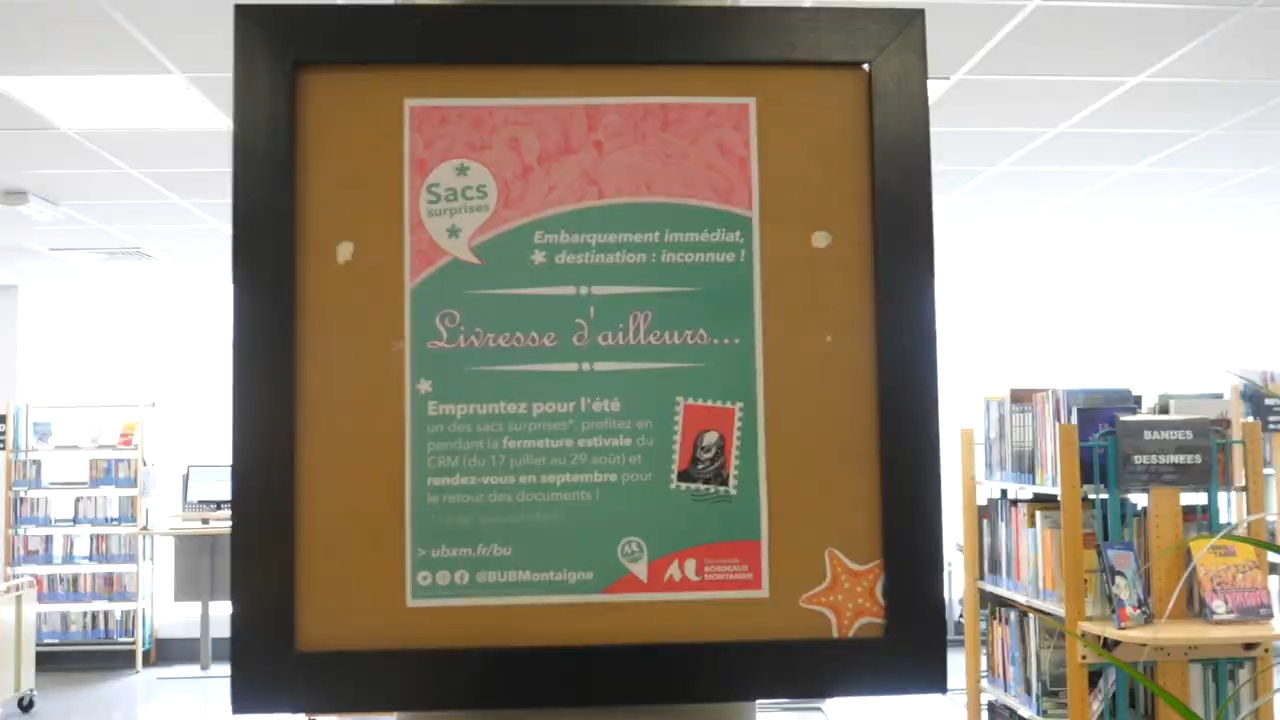 Sacs
surprises
Embarquement immédiat,
destination : inconnue !
Livresse d'ailleurs...
Empruntez pour l'été
un des sacs surprises*, profitez-en
pendant la fermeture estivale du
CRM (du 17 juillet au 29 août) et
rendez-vous en septembre pour
le retour des documents !
> ubxm.fr/bu
@BUBMontaigne
BORDEAUX
MONTAIGNE
BANDES
DESSINEES